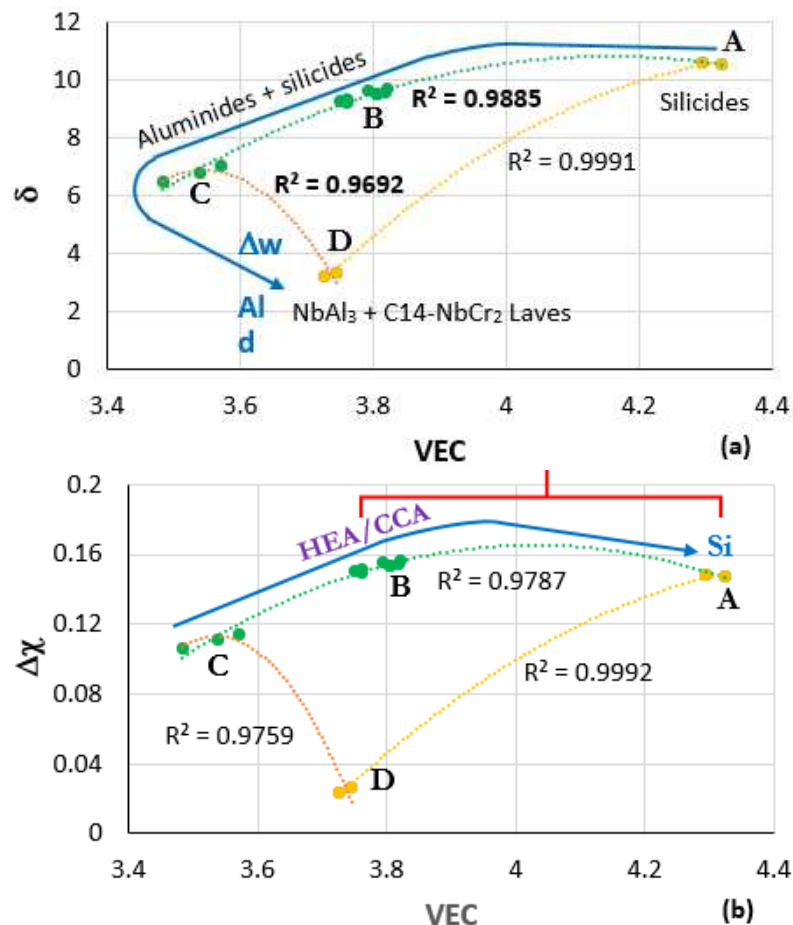 12
10
8
6
4
2
0
δ
Aluminides + silicides
A
B
R² = 0.9885
Silicides
R² = 0.9991
C
R² = 0.9692
D
Δw
Al
d
NbAl₃ + C14-NbCr₂ Laves
3.4 3.6 3.8 4 4.2 4.4
VEC
(a)
0.2
0.16
0.12
0.08
0.04
0
Δχ
HEA/CCA
Si
B
R² = 0.9787
A
C
R² = 0.9992
R² = 0.9759
D
3.4 3.6 3.8 4 4.2 4.4
VEC
(b)